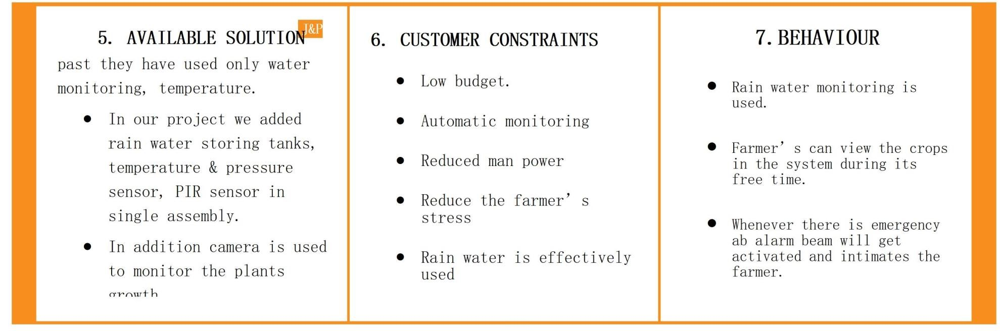 5. AVAILABLE SOLUTION
J&P
past they have used only water
monitoring, temperature.
● In our project we added
rain water storing tanks,
temperature & pressure
sensor, PIR sensor in
single assembly.
● In addition camera is used
to monitor the plants
growth
6. CUSTOMER CONSTRAINTS
● Low budget.
● Automatic monitoring
● Reduced man power
● Reduce the farmer’s
stress
● Rain water is effectively
used
7. BEHAVIOUR
● Rain water monitoring is
used.
● Farmer’s can view the crops
in the system during its
free time.
● Whenever there is emergency
ab alarm beam will get
activated and intimates the
farmer.